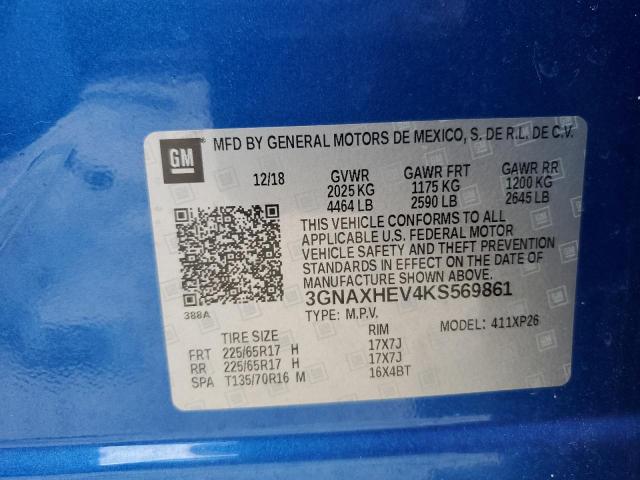 GM MFD BY GENERAL MOTORS DE MEXICO, S. DE R.L. DE C.V.
12/18 GVWR GAWR FRT GAWR RR
2025 KG 1175 KG 1200 KG
4464 LB 2590 LB 2645 LB
THIS VEHICLE CONFORMS TO ALL
APPLICABLE U.S. FEDERAL MOTOR
VEHICLE SAFETY AND THEFT PREVENTION
STANDARDS IN EFFECT ON THE DATE OF
MANUFACTURE SHOWN ABOVE.
388A
3GNAXHEV4KS569861
TYPE: M.P.V. MODEL: 411XP26
TIRE SIZE RIM
FRT 225/65R17 H 17X7J
RR 225/65R17 H 17X7J
SPA T135/70R16 M 16X4BT